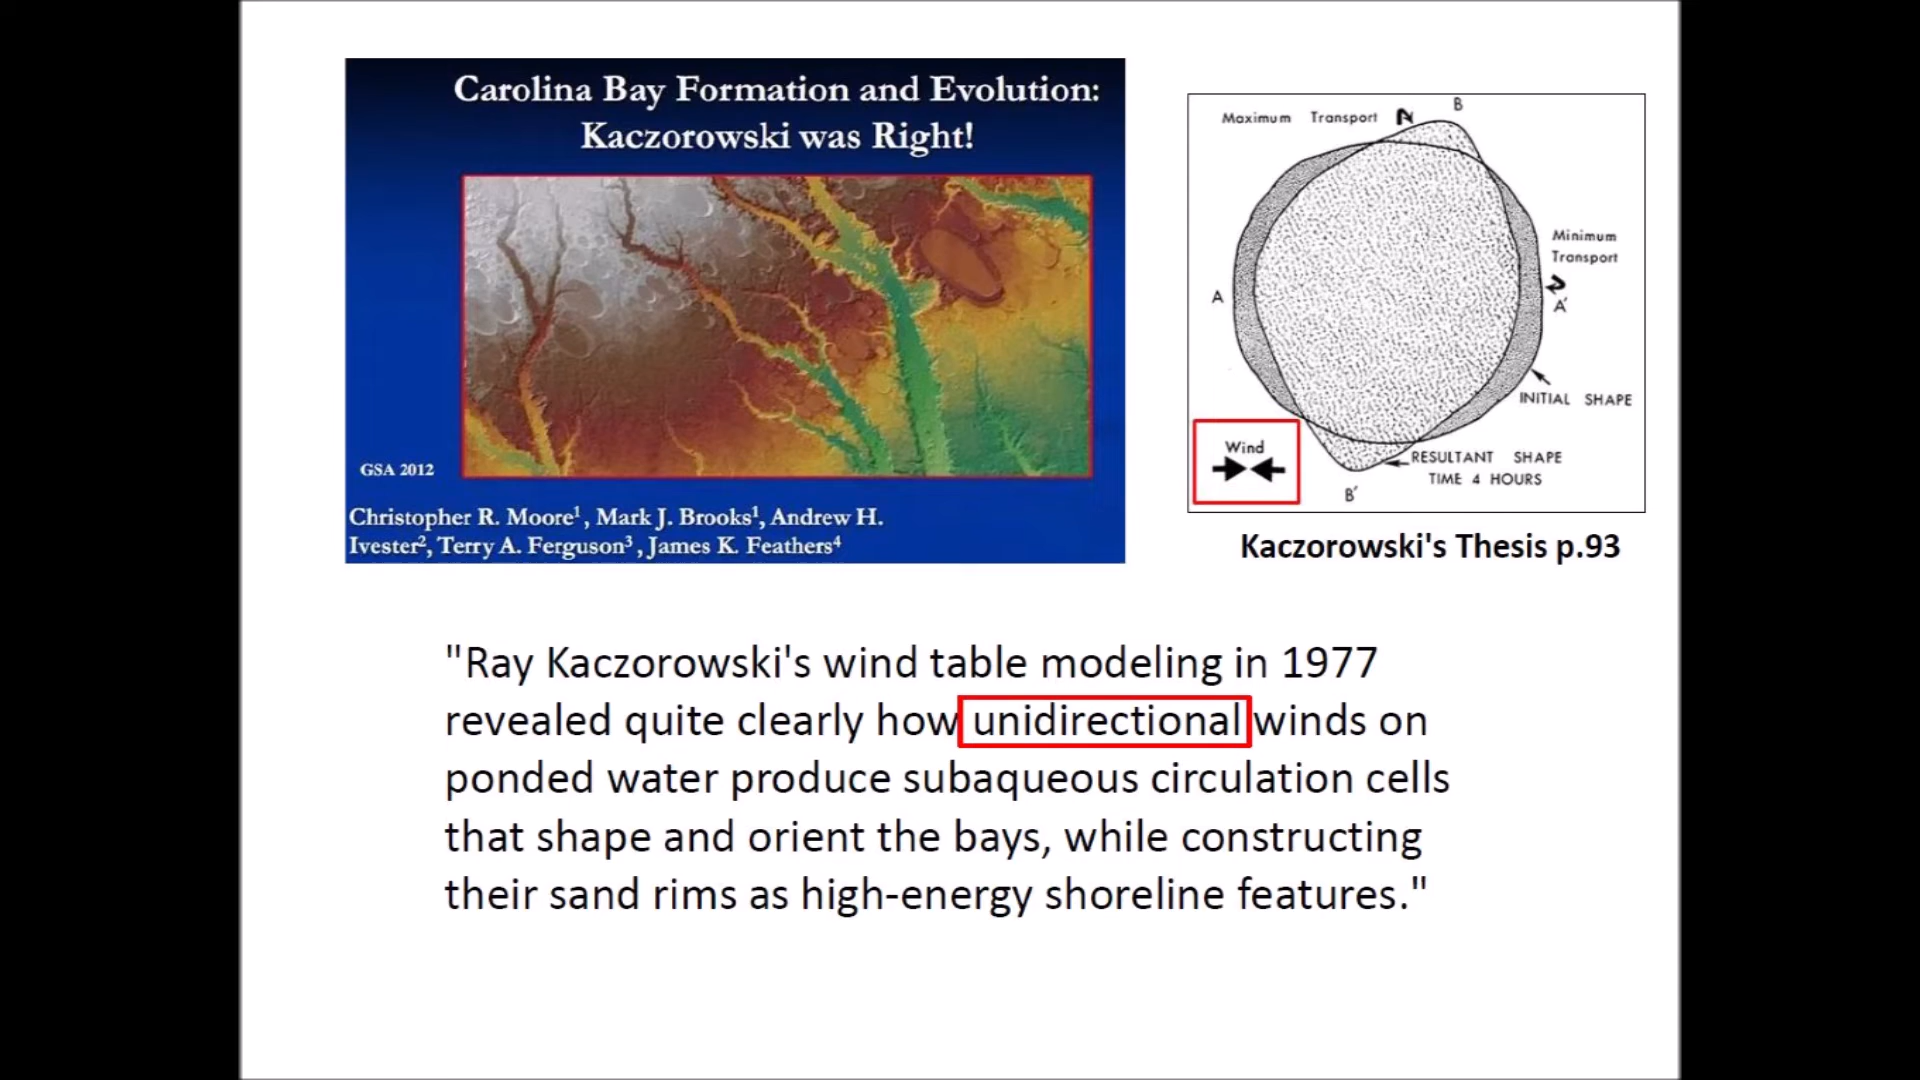 Carolina Bay Formation and Evolution:
Kaczorowski was Right!
GSA 2012
Christopher R. Moore¹, Mark J. Brooks¹, Andrew H.
Ivester², Terry A. Ferguson³, James K. Feathers⁴
Maximum Transport
B
Minimum
Transport
A
A'
INITIAL SHAPE
Wind
RESULTANT SHAPE
TIME 4 HOURS
B'
Kaczorowski's Thesis p.93
"Ray Kaczorowski's wind table modeling in 1977
revealed quite clearly how unidirectional winds on
ponded water produce subaqueous circulation cells
that shape and orient the bays, while constructing
their sand rims as high-energy shoreline features."